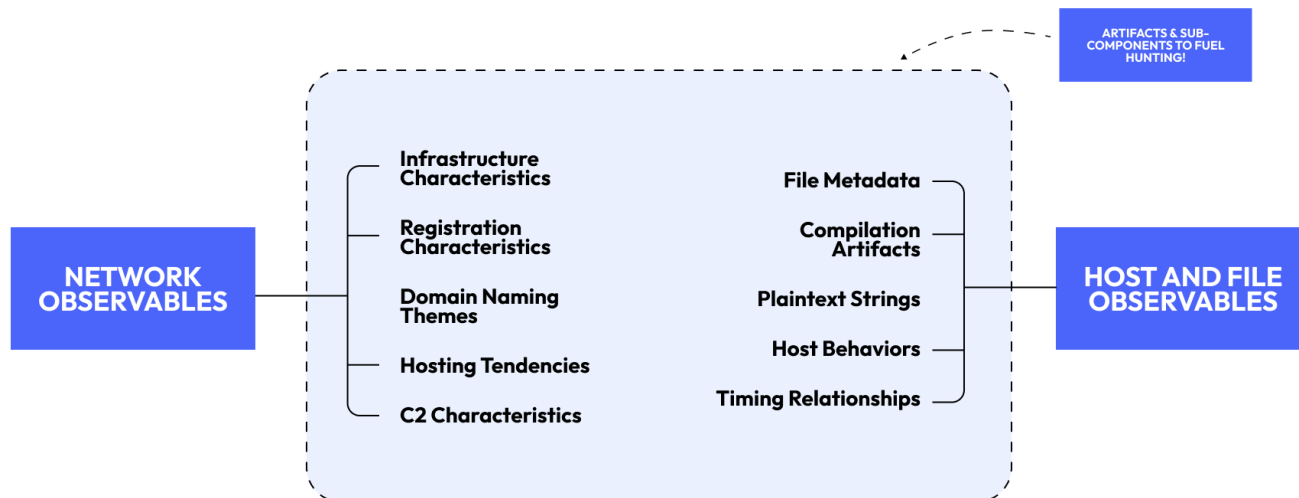 ARTIFACTS & SUB-
COMPONENTS TO FUEL
HUNTING!
NETWORK
OBSERVABLES
Infrastructure
Characteristics
Registration
Characteristics
Domain Naming
Themes
Hosting Tendencies
C2 Characteristics
File Metadata
Compilation
Artifacts
Plaintext Strings
Host Behaviors
Timing Relationships
HOST AND FILE
OBSERVABLES